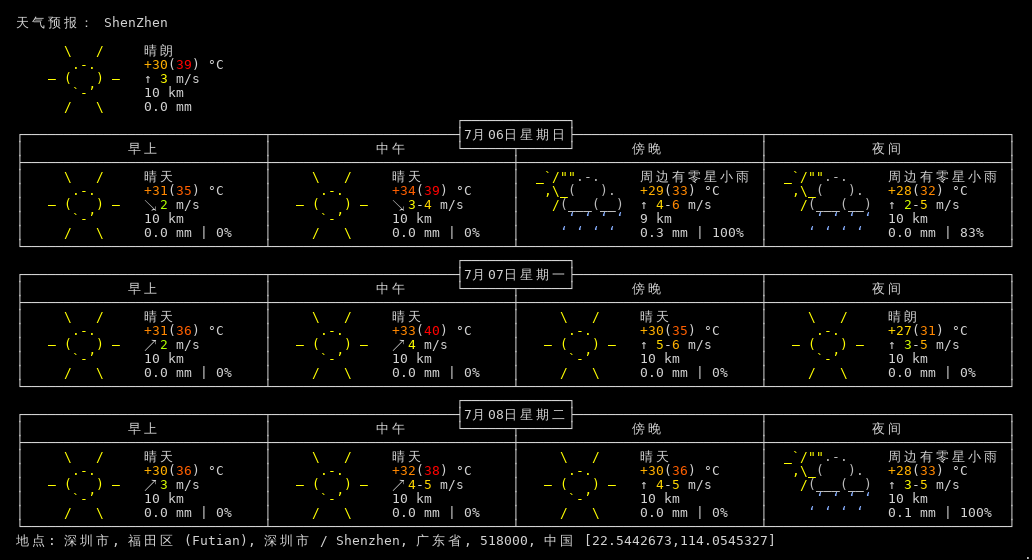 天气预报： ShenZhen
晴朗
+30(39) °C
↑ 3 m/s
10 km
0.0 mm
7月06日星期日
早上 中午 傍晚 夜间
晴天 晴天 周边有零星小雨 周边有零星小雨
+31(35) °C +34(39) °C +29(33) °C +28(32) °C
↘ 2 m/s ↘ 3-4 m/s ↑ 4-6 m/s ↑ 2-5 m/s
10 km 10 km 9 km 10 km
0.0 mm | 0% 0.0 mm | 0% 0.3 mm | 100% 0.0 mm | 83%
7月07日星期一
早上 中午 傍晚 夜间
晴天 晴天 晴天 晴朗
+31(36) °C +33(40) °C +30(35) °C +27(31) °C
↗ 2 m/s ↗ 4 m/s ↑ 5-6 m/s ↑ 3-5 m/s
10 km 10 km 10 km 10 km
0.0 mm | 0% 0.0 mm | 0% 0.0 mm | 0% 0.0 mm | 0%
7月08日星期二
早上 中午 傍晚 夜间
晴天 晴天 晴天 周边有零星小雨
+30(36) °C +32(38) °C +30(36) °C +28(33) °C
↗ 3 m/s ↗ 4-5 m/s ↑ 4-5 m/s ↑ 3-5 m/s
10 km 10 km 10 km 10 km
0.0 mm | 0% 0.0 mm | 0% 0.0 mm | 0% 0.1 mm | 100%
地点: 深圳市, 福田区 (Futian), 深圳市 / Shenzhen, 广东省, 518000, 中国 [22.5442673,114.0545327]